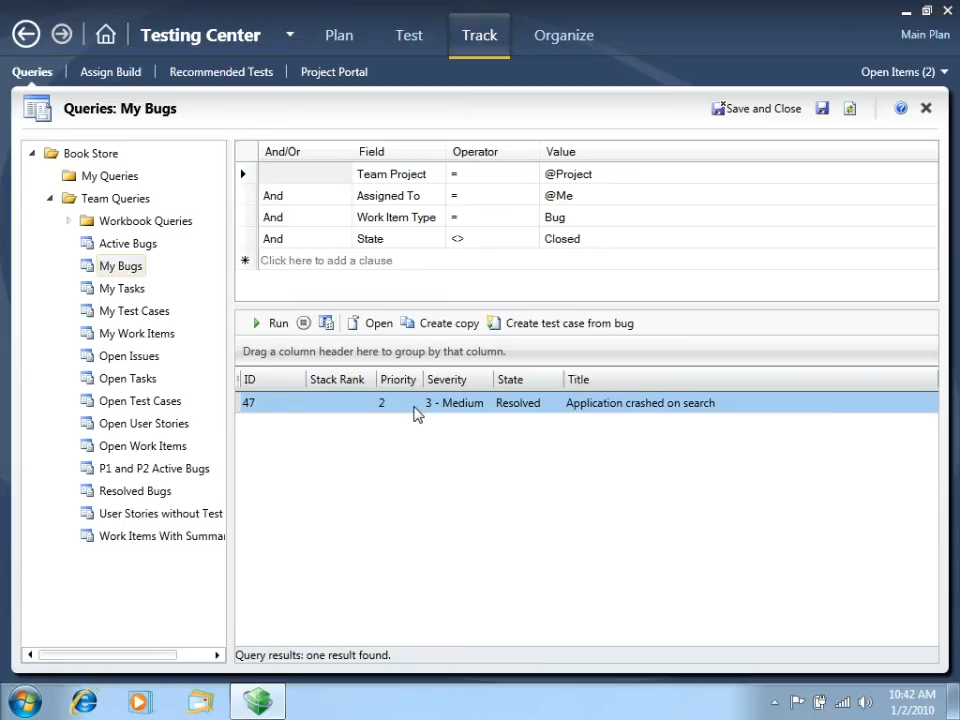 Testing Center
Plan
Test
Track
Organize
Main Plan
Queries
Assign Build
Recommended Tests
Project Portal
Open Items (2)
Queries: My Bugs
Save and Close
Book Store
My Queries
Team Queries
Workbook Queries
Active Bugs
My Bugs
My Tasks
My Test Cases
My Work Items
Open Issues
Open Tasks
Open Test Cases
Open User Stories
Open Work Items
P1 and P2 Active Bugs
Resolved Bugs
User Stories without Test
Work Items With Summa
And/Or Field Operator Value
Team Project = @Project
And Assigned To = @Me
And Work Item Type = Bug
And State <> Closed
* Click here to add a clause
Run Open Create copy Create test case from bug
Drag a column header here to group by that column.
ID Stack Rank Priority Severity State Title
47 2 3 - Medium Resolved Application crashed on search
Query results: one result found.
10:42 AM
1/2/2010